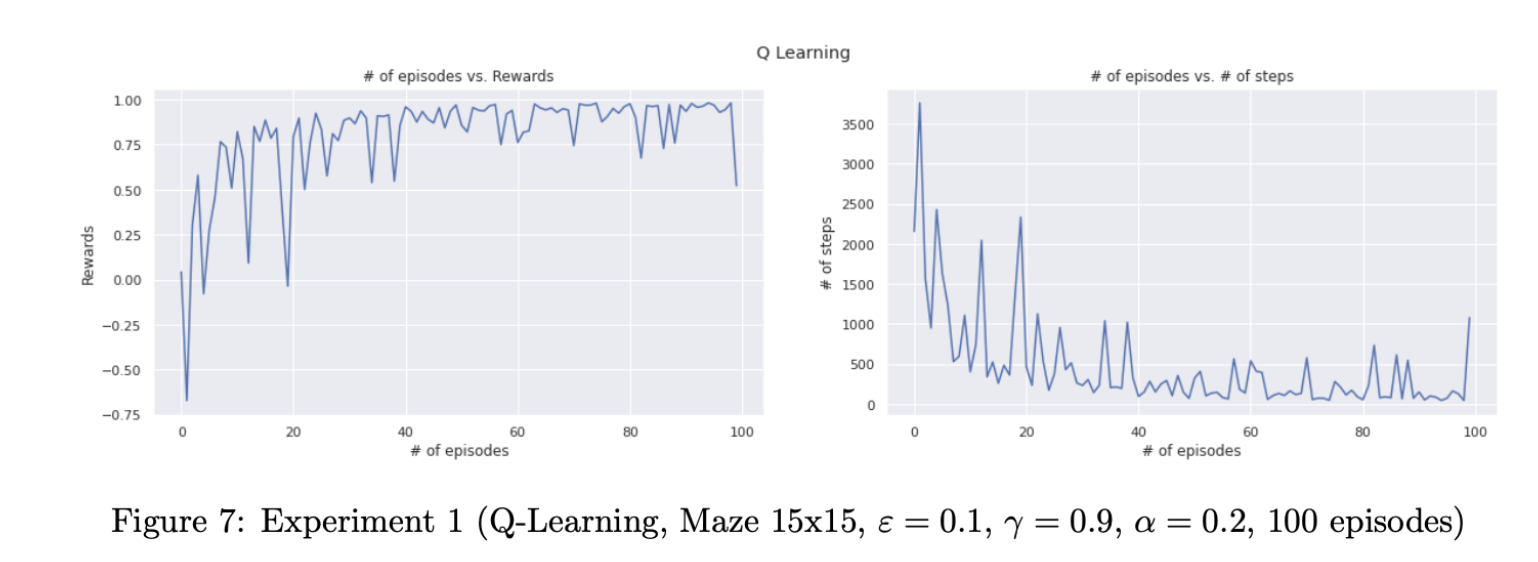 Q Learning
# of episodes vs. Rewards
1.00
0.75
0.50
0.25
0.00
−0.25
−0.50
−0.75
Rewards
0 20 40 60 80 100
# of episodes
# of episodes vs. # of steps
3500
3000
2500
2000
1500
1000
500
0
# of steps
0 20 40 60 80 100
# of episodes
Figure 7: Experiment 1 (Q-Learning, Maze 15x15, ε = 0.1, γ = 0.9, α = 0.2, 100 episodes)